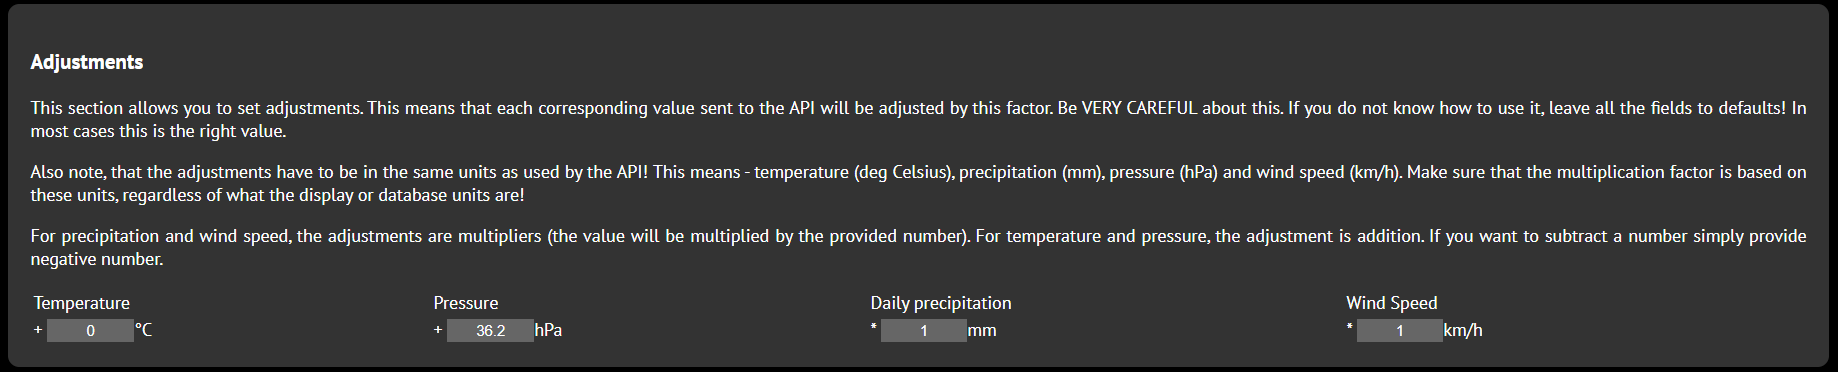 Adjustments
This section allows you to set adjustments. This means that each corresponding value sent to the API will be adjusted by this factor. Be VERY CAREFUL about this. If you do not know how to use it, leave all the fields to defaults! In
most cases this is the right value.
Also note, that the adjustments have to be in the same units as used by the API! This means - temperature (deg Celsius), precipitation (mm), pressure (hPa) and wind speed (km/h). Make sure that the multiplication factor is based on
these units, regardless of what the display or database units are!
For precipitation and wind speed, the adjustments are multipliers (the value will be multiplied by the provided number). For temperature and pressure, the adjustment is addition. If you want to subtract a number simply provide
negative number.
Temperature Pressure Daily precipitation Wind Speed
+ 0 °C + 36.2 hPa * 1 mm * 1 km/h